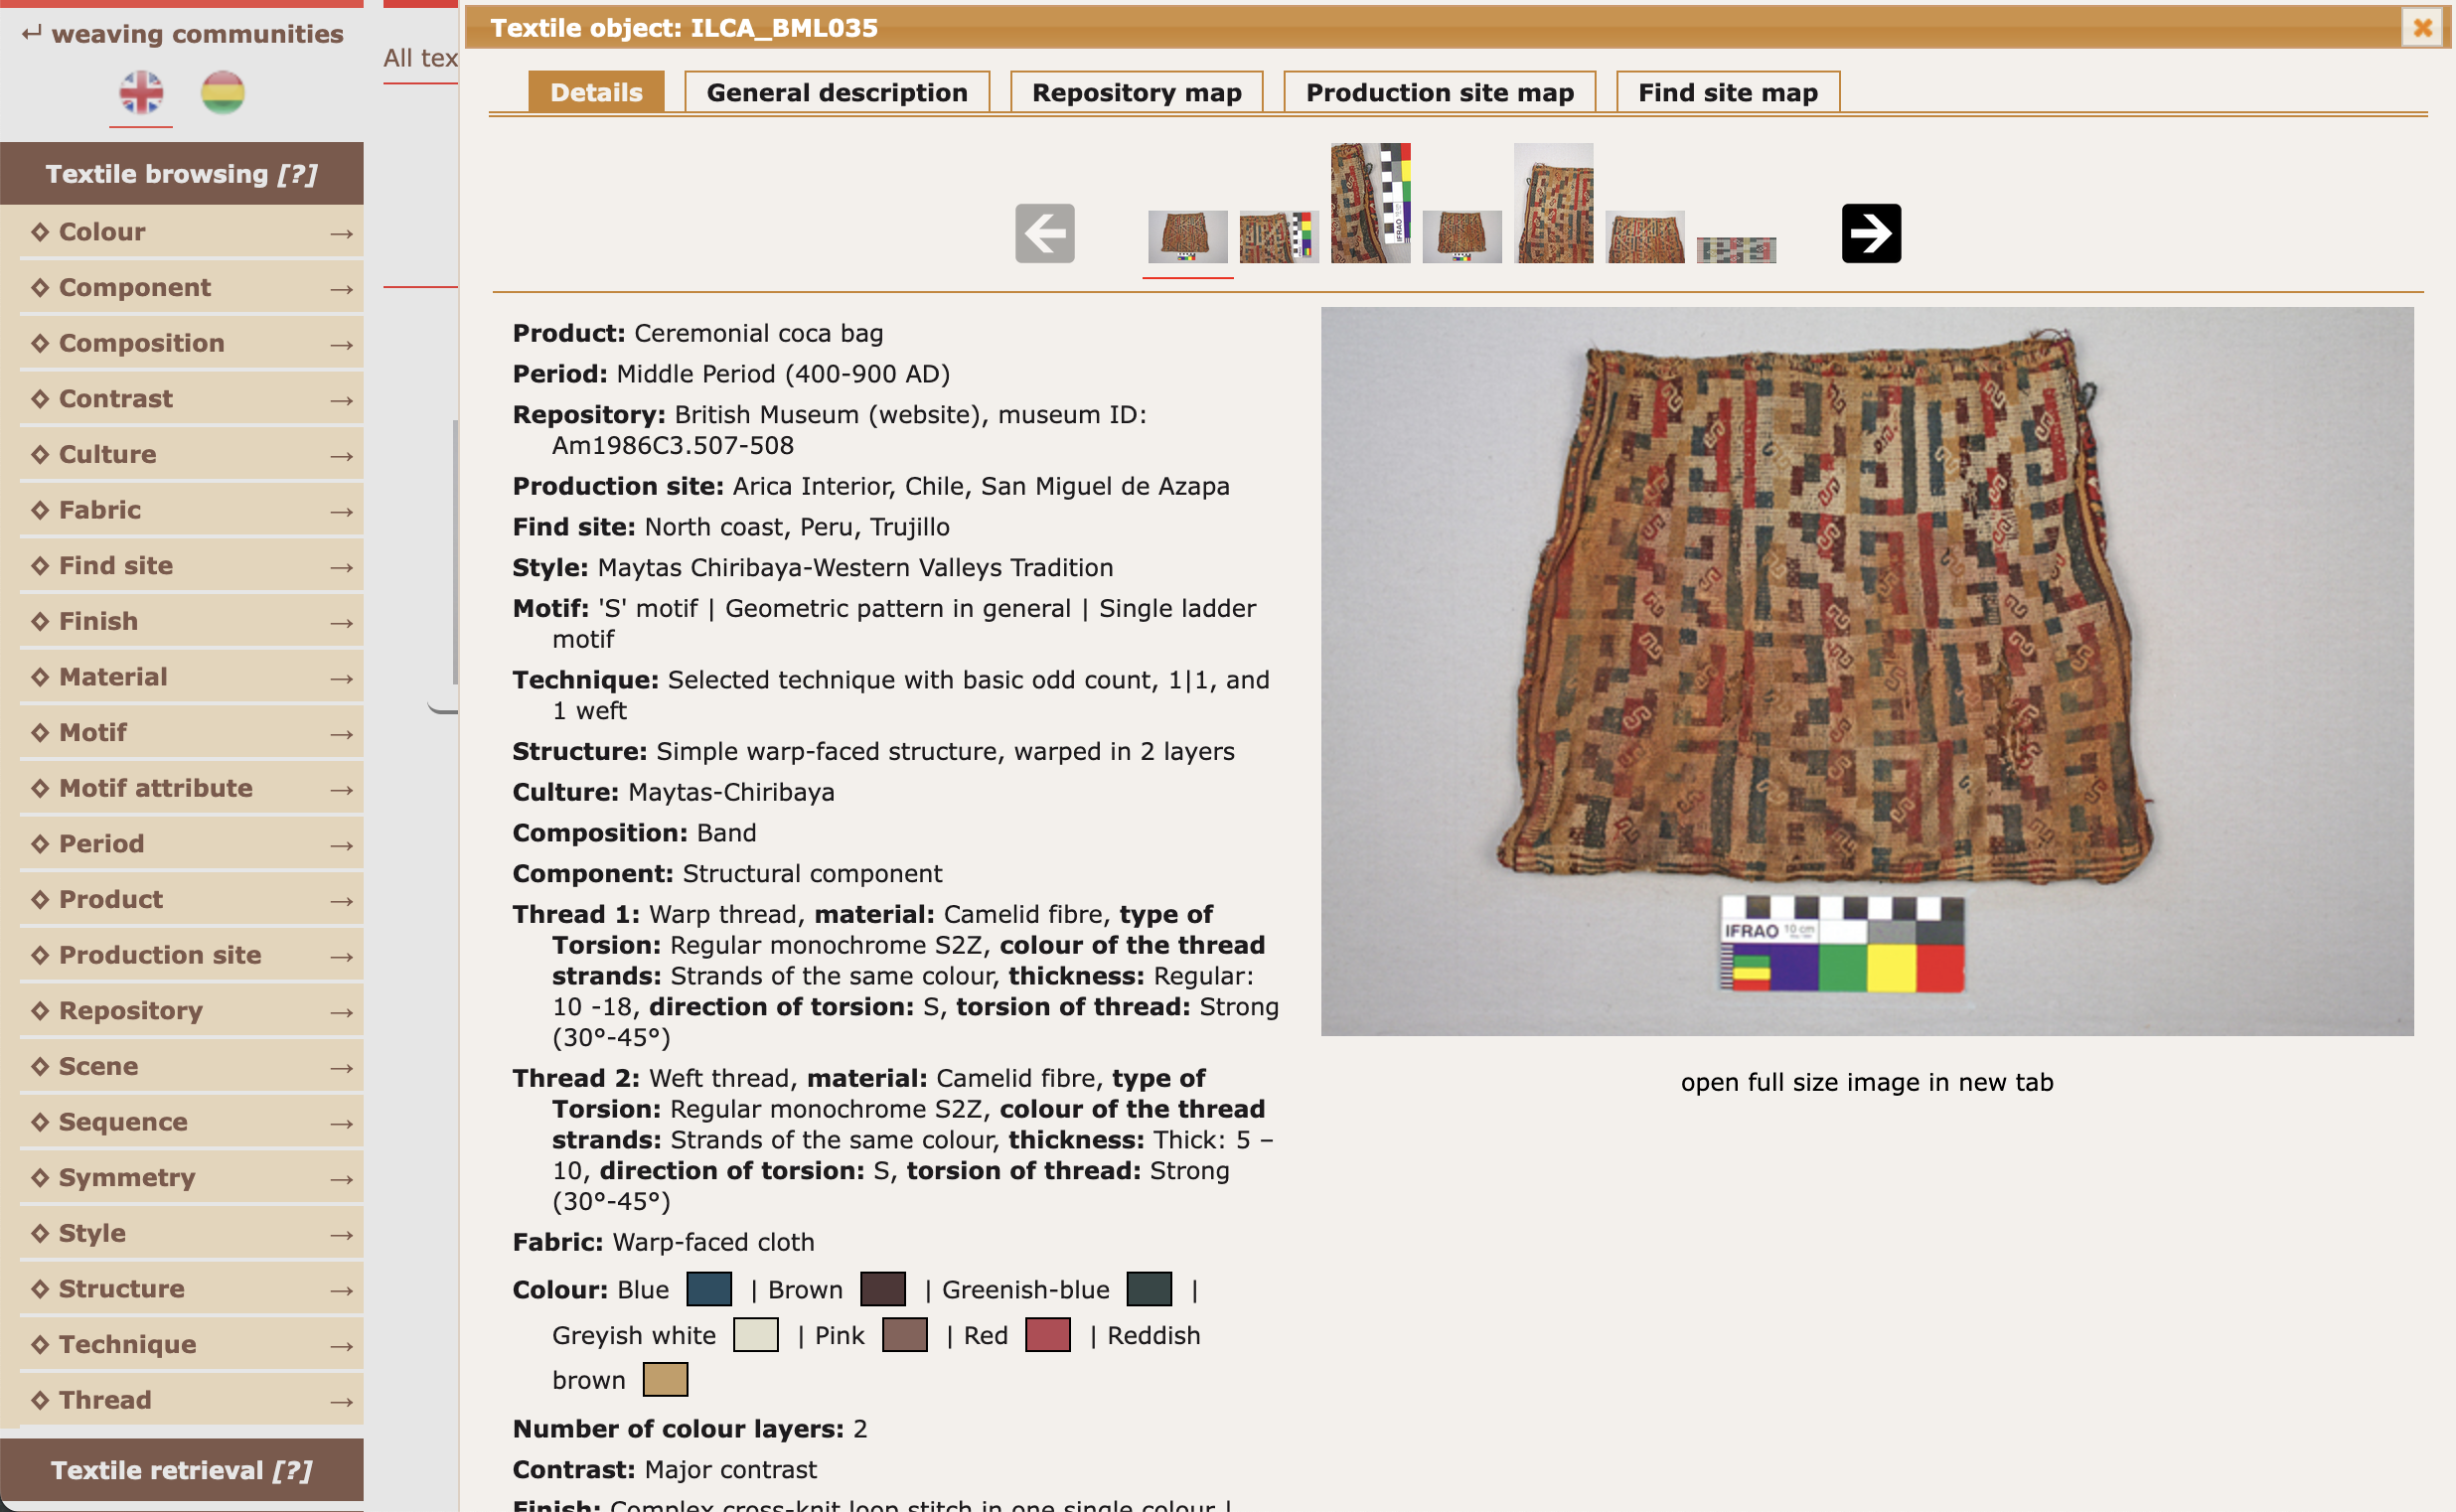 ↵ weaving communities
Textile browsing [?]
Colour →
Component →
Composition →
Contrast →
Culture →
Fabric →
Find site →
Finish →
Material →
Motif →
Motif attribute →
Period →
Product →
Production site →
Repository →
Scene →
Sequence →
Symmetry →
Style →
Structure →
Technique →
Thread →
Textile retrieval [?]
All tex
Textile object: ILCA_BML035
Details
General description
Repository map
Production site map
Find site map
Product: Ceremonial coca bag
Period: Middle Period (400-900 AD)
Repository: British Museum (website), museum ID:
Am1986C3.507-508
Production site: Arica Interior, Chile, San Miguel de Azapa
Find site: North coast, Peru, Trujillo
Style: Maytas Chiribaya-Western Valleys Tradition
Motif: 'S' motif | Geometric pattern in general | Single ladder
motif
Technique: Selected technique with basic odd count, 1|1, and
1 weft
Structure: Simple warp-faced structure, warped in 2 layers
Culture: Maytas-Chiribaya
Composition: Band
Component: Structural component
Thread 1: Warp thread, material: Camelid fibre, type of
Torsion: Regular monochrome S2Z, colour of the thread
strands: Strands of the same colour, thickness: Regular:
10 -18, direction of torsion: S, torsion of thread: Strong
(30°-45°)
Thread 2: Weft thread, material: Camelid fibre, type of
Torsion: Regular monochrome S2Z, colour of the thread
strands: Strands of the same colour, thickness: Thick: 5 –
10, direction of torsion: S, torsion of thread: Strong
(30°-45°)
Fabric: Warp-faced cloth
Colour: Blue | Brown | Greenish-blue |
Greyish white | Pink | Red | Reddish
brown
Number of colour layers: 2
Contrast: Major contrast
Finish: Complex cross-knit loop stitch in one single colour |
IFRAO 10 cm
open full size image in new tab